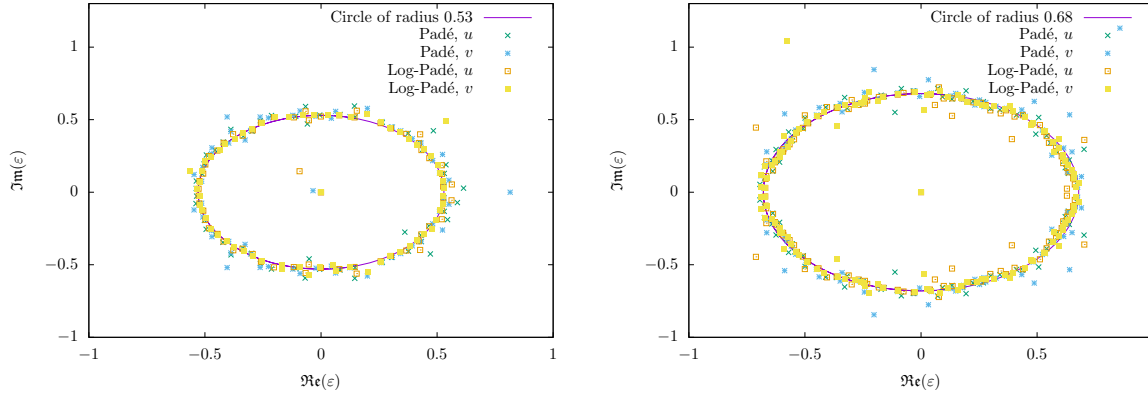 Circle of radius 0.53
Padé, u
Padé, v
Log-Padé, u
Log-Padé, v
1
0.5
0
−0.5
−1
−1
−0.5
0
0.5
1
ℑm(ε)
ℜe(ε)
Circle of radius 0.68
Padé, u
Padé, v
Log-Padé, u
Log-Padé, v
1
0.5
0
−0.5
−1
−1
−0.5
0
0.5
ℑm(ε)
ℜe(ε)